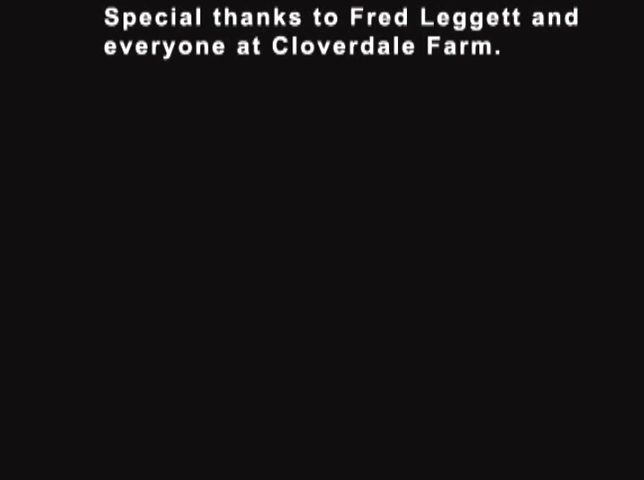 Special thanks to Fred Leggett and
everyone at Cloverdale Farm.